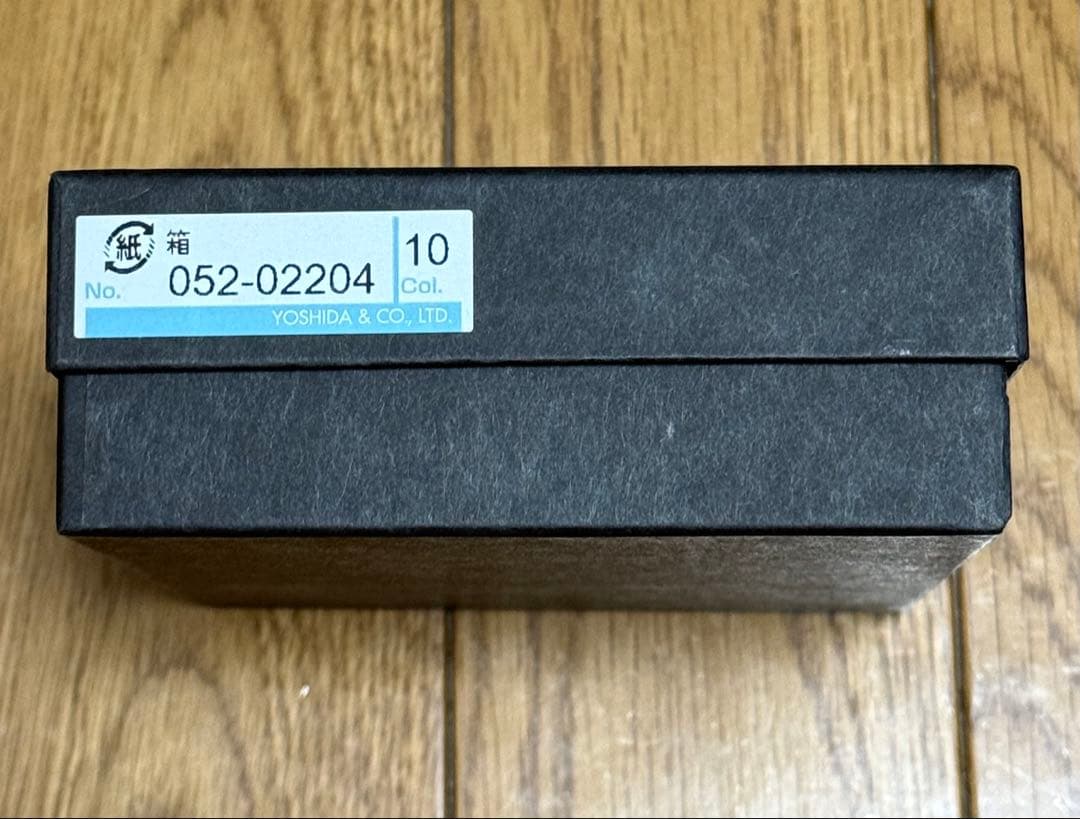 紙 箱
No. 052-02204
10
Col.
YOSHIDA & CO., LTD.